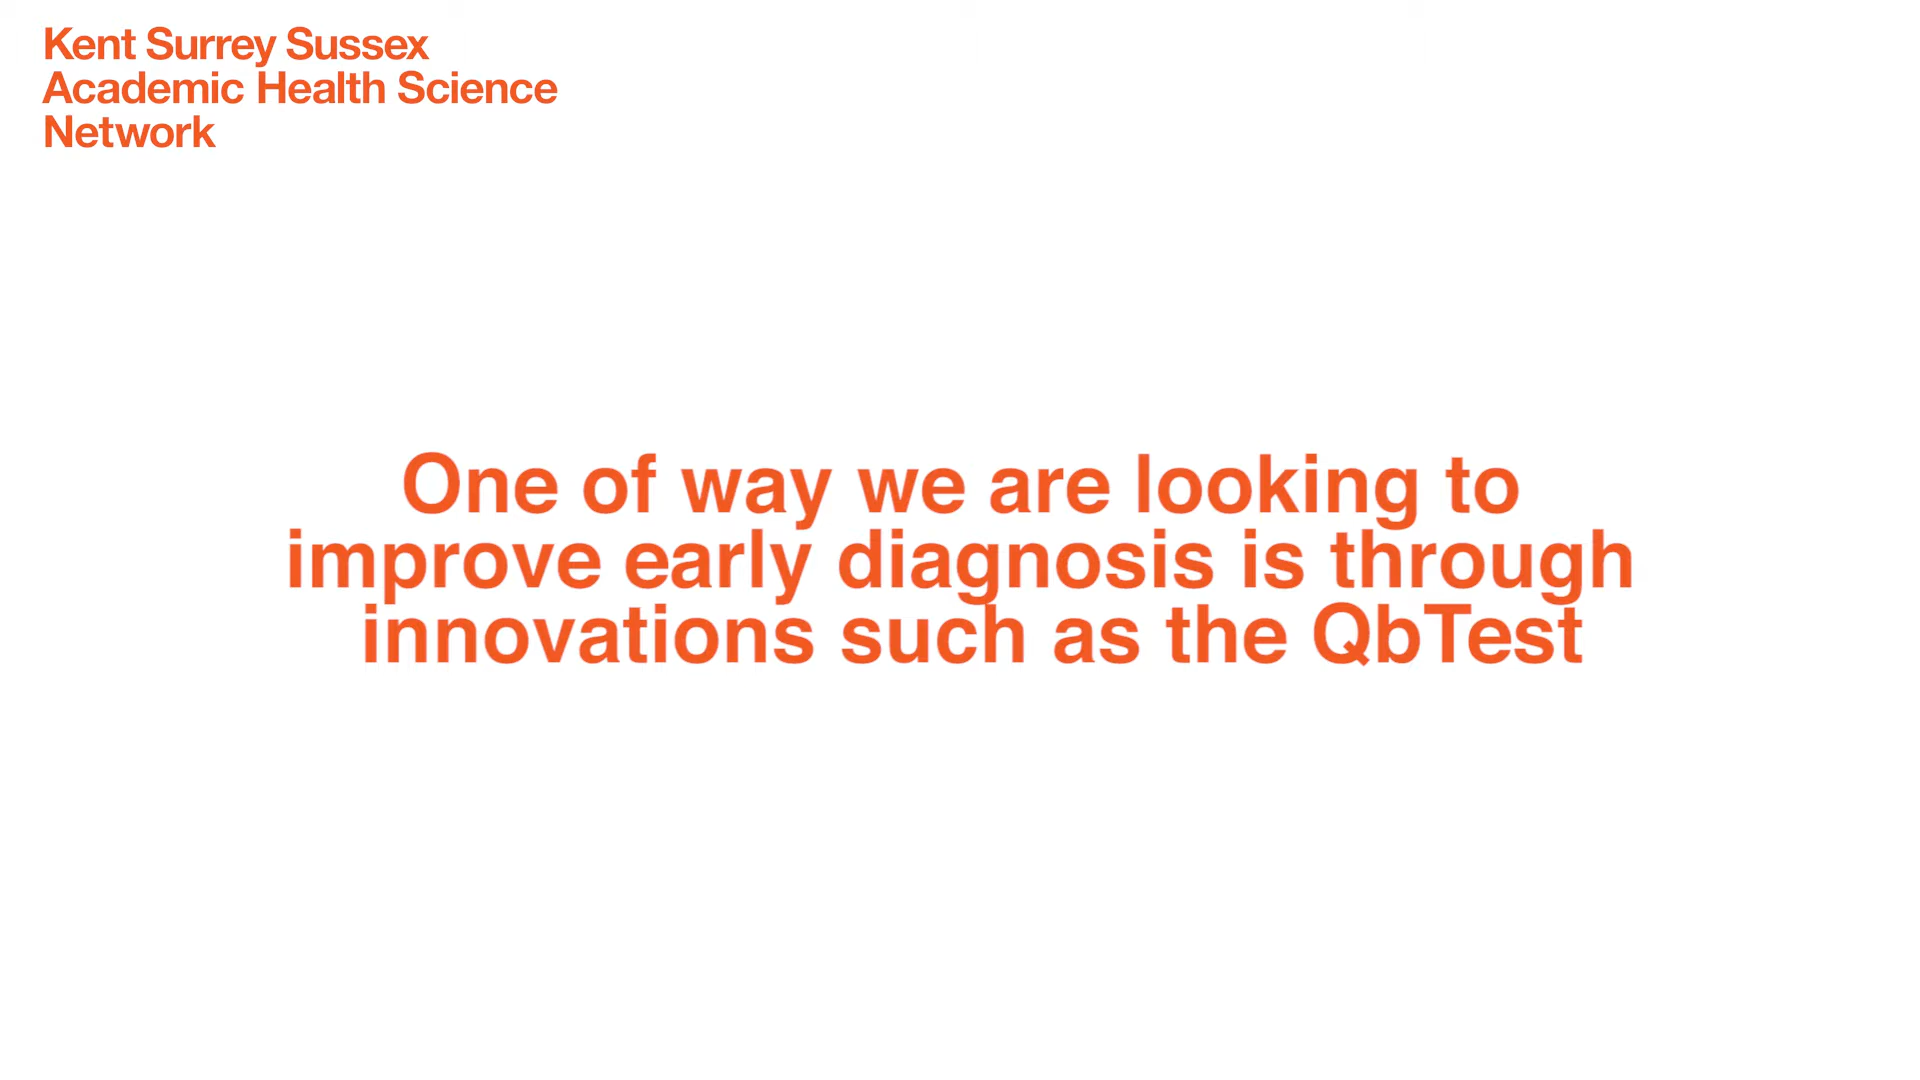 Kent Surrey Sussex
Academic Health Science
Network
One of way we are looking to
improve early diagnosis is through
innovations such as the QbTest